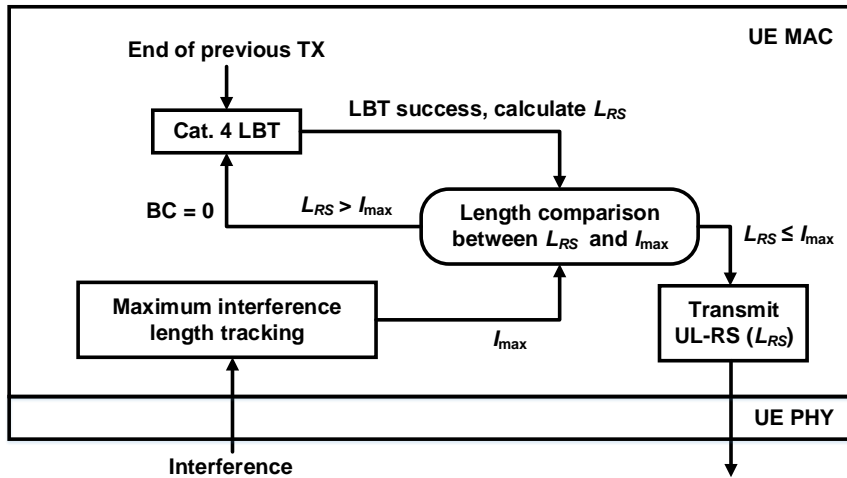 UE MAC
End of previous TX
Cat. 4 LBT
LBT success, calculate L_RS
BC = 0
L_RS > I_max
Length comparison
between L_RS and I_max
L_RS ≤ I_max
Maximum interference
length tracking
I_max
Transmit
UL-RS (L_RS)
UE PHY
Interference